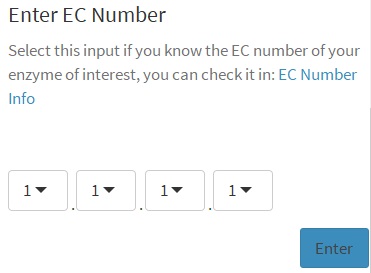 Enter EC Number
Select this input if you know the EC number of your
enzyme of interest, you can check it in: EC Number
Info
1 . 1 . 1 . 1
Enter